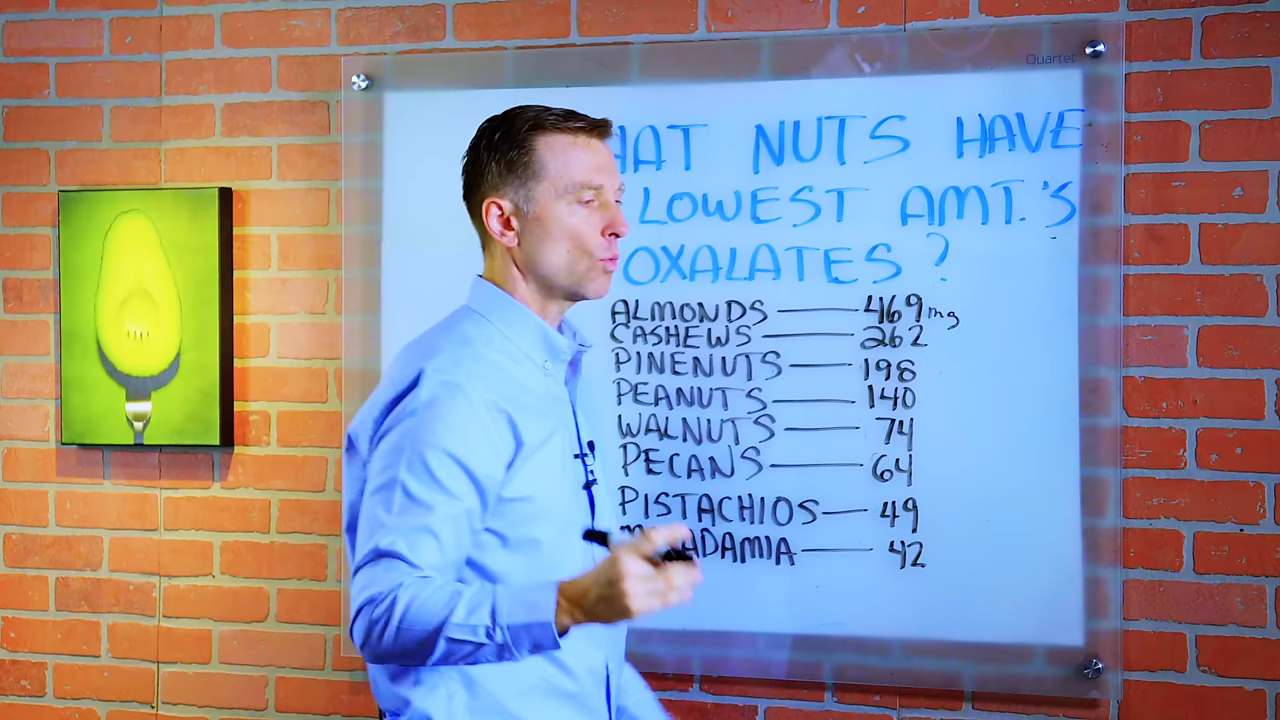 Quartet
HAT NUTS HAVE
LOWEST AMT.'S
OXALATES?
ALMONDS — 469mg
CASHEWS — 262
PINENUTS — 198
PEANUTS — 140
WALNUTS — 74
PECANS — 64
PISTACHIOS — 49
ADAMIA — 42